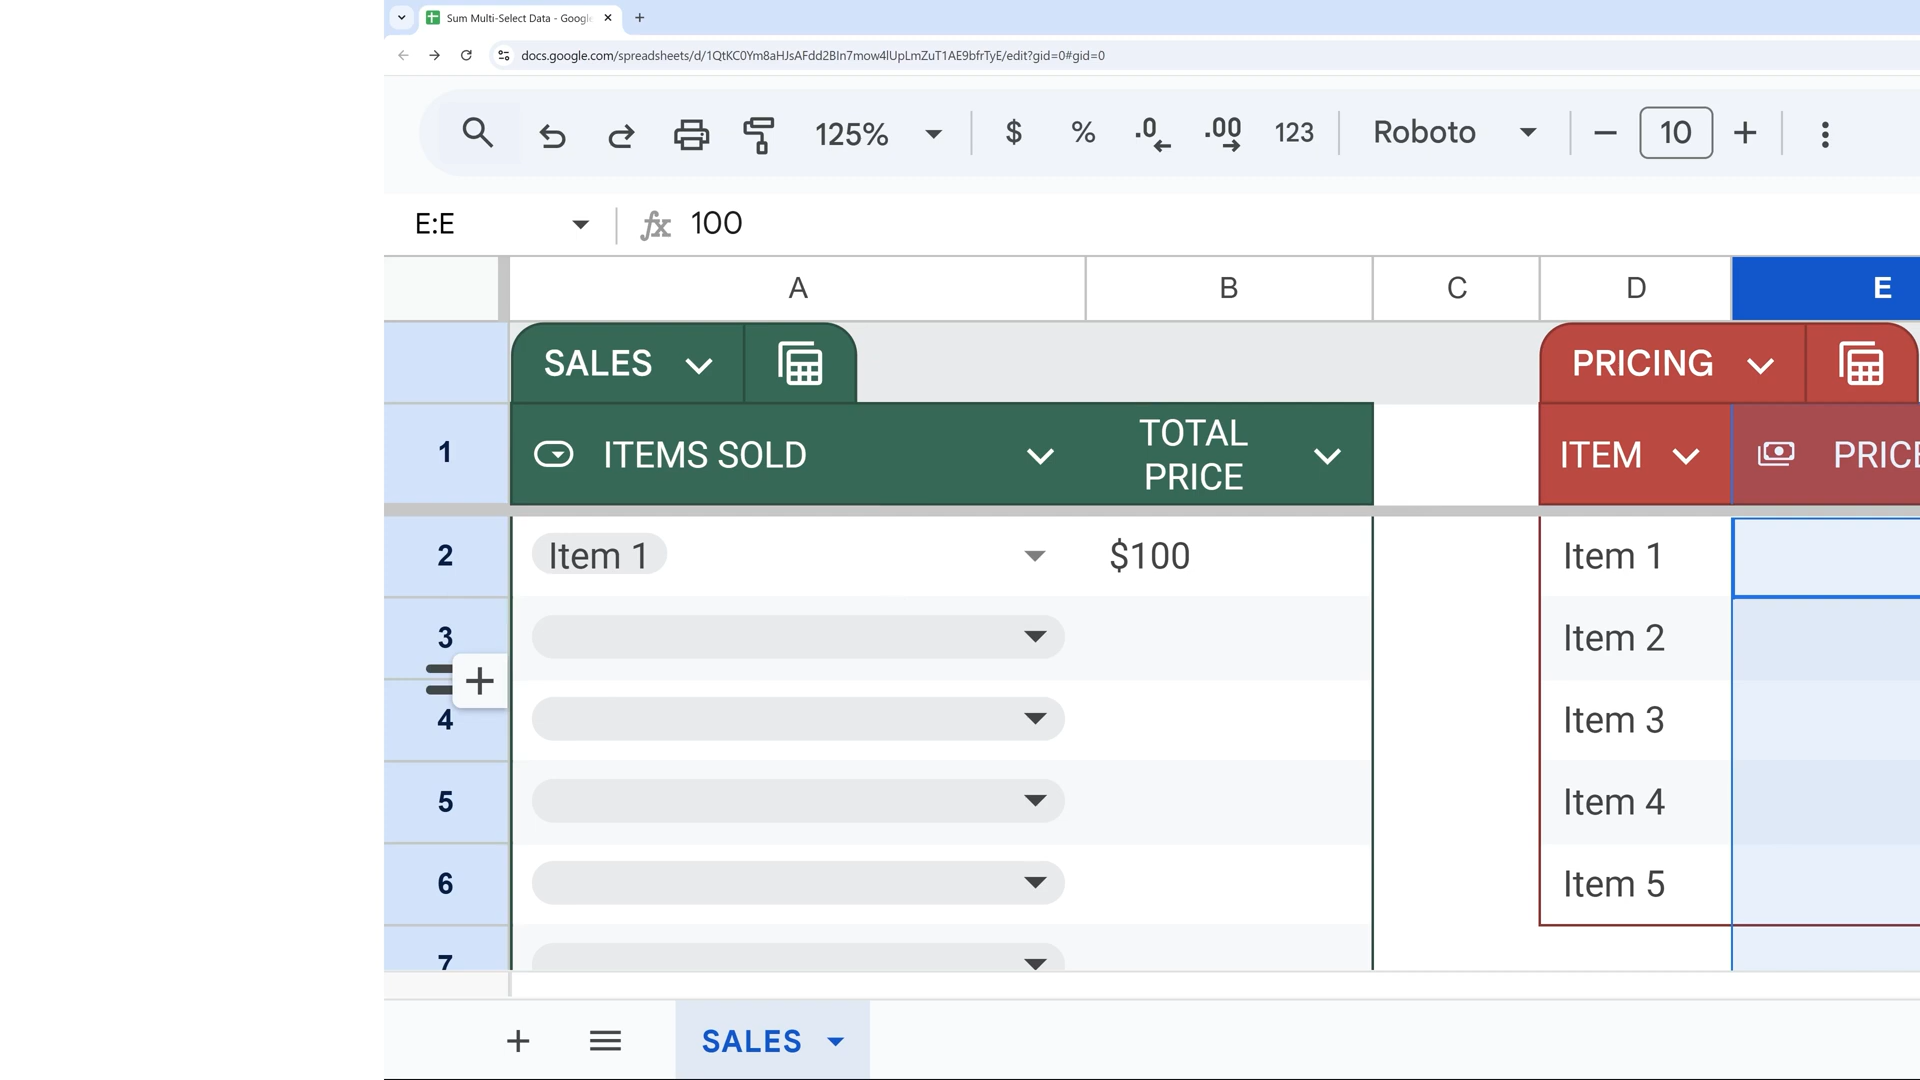 Sum Multi-Select Data - Googl
docs.google.com/spreadsheets/d/1QtKC0Ym8aHJsAFdd2BIn7mow4lUpLmZuT1AE9bfrTyE/edit?gid=0#gid=0
125% $ % .0 .00 123 Roboto 10
E:E fx 100
A B C D E
SALES PRICING
1 ITEMS SOLD TOTAL PRICE ITEM PRICE
2 Item 1 $100 Item 1
3 Item 2
4 Item 3
5 Item 4
6 Item 5
7
SALES